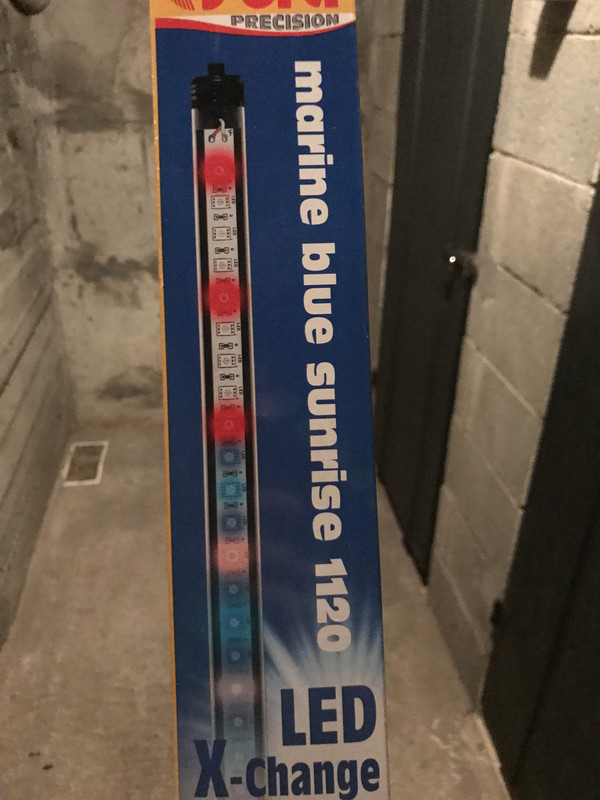 PRECISION
marine blue sunrise 1120
LED
X-Change